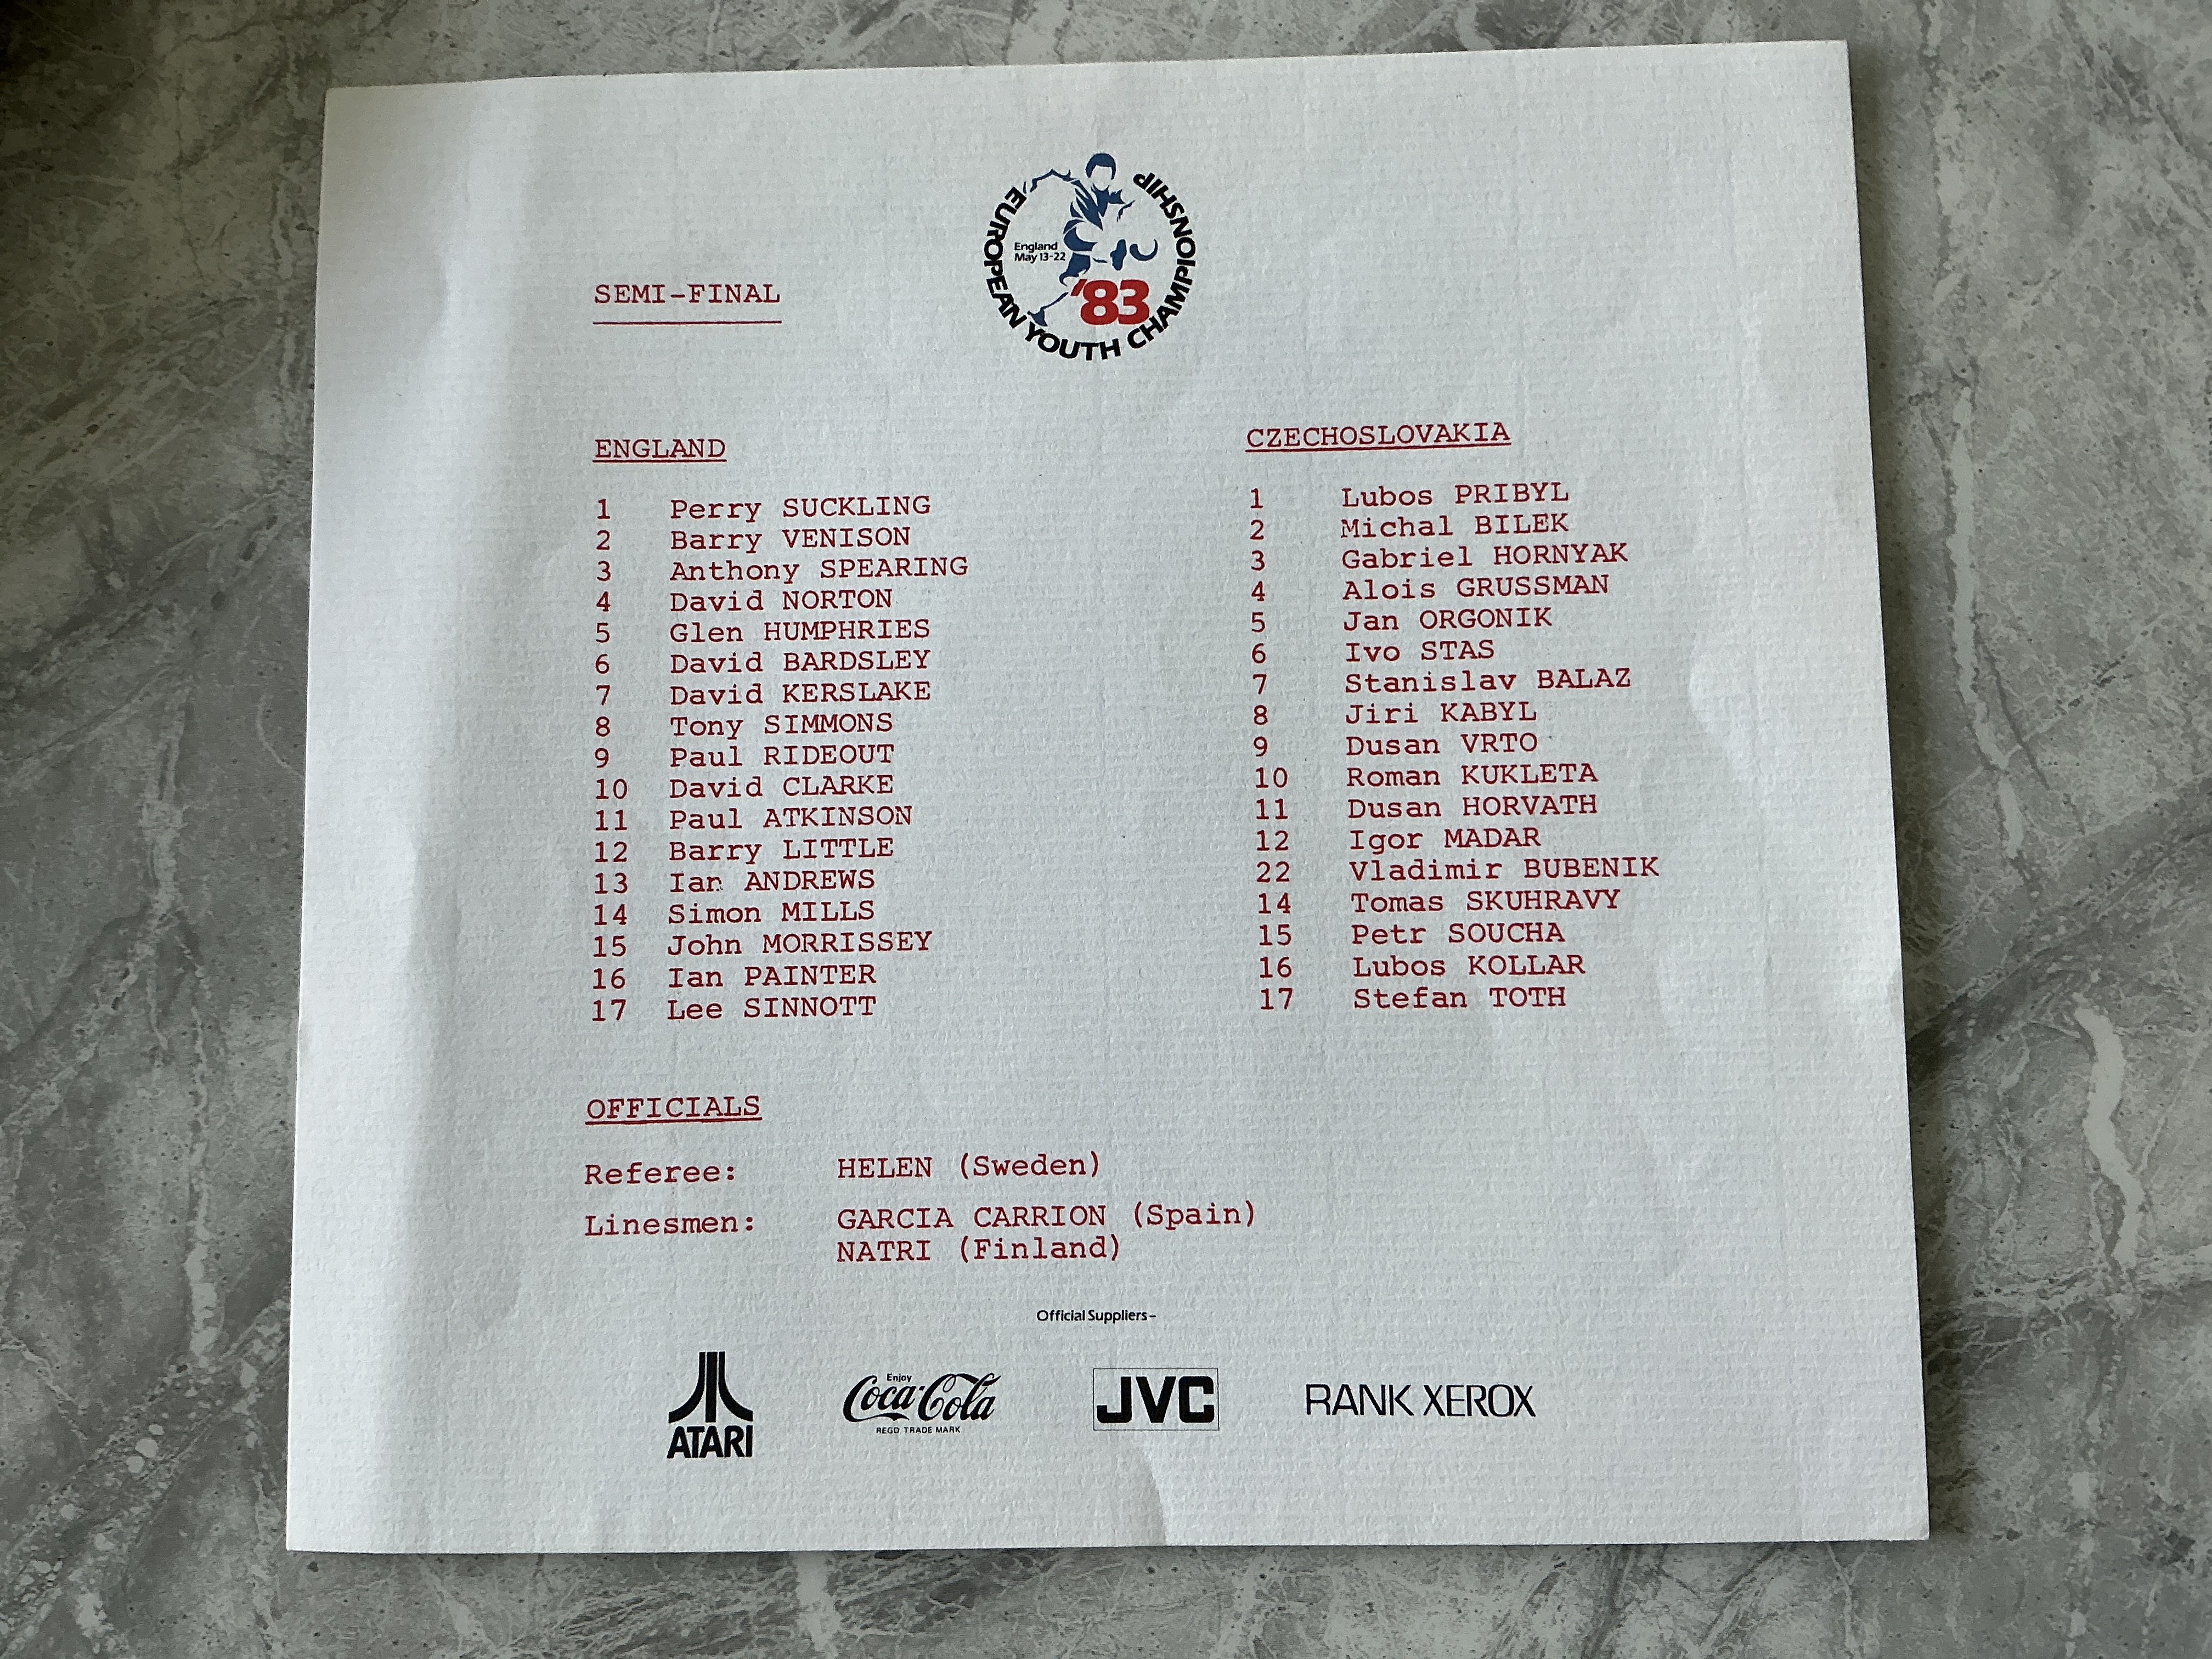 EUROPEAN YOUTH CHAMPIONSHIP
England
May 13-22
'83
SEMI-FINAL
ENGLAND
1 Perry SUCKLING
2 Barry VENISON
3 Anthony SPEARING
4 David NORTON
5 Glen HUMPHRIES
6 David BARDSLEY
7 David KERSLAKE
8 Tony SIMMONS
9 Paul RIDEOUT
10 David CLARKE
11 Paul ATKINSON
12 Barry LITTLE
13 Ian ANDREWS
14 Simon MILLS
15 John MORRISSEY
16 Ian PAINTER
17 Lee SINNOTT
CZECHOSLOVAKIA
1 Lubos PRIBYL
2 Michal BILEK
3 Gabriel HORNYAK
4 Alois GRUSSMAN
5 Jan ORGONIK
6 Ivo STAS
7 Stanislav BALAZ
8 Jiri KABYL
9 Dusan VRTO
10 Roman KUKLETA
11 Dusan HORVATH
12 Igor MADAR
22 Vladimir BUBENIK
14 Tomas SKUHRAVY
15 Petr SOUCHA
16 Lubos KOLLAR
17 Stefan TOTH
OFFICIALS
Referee: HELEN (Sweden)
Linesmen: GARCIA CARRION (Spain)
NATRI (Finland)
Official Suppliers-
ATARI
Enjoy
Coca-Cola
REGD. TRADE MARK
JVC
RANK XEROX